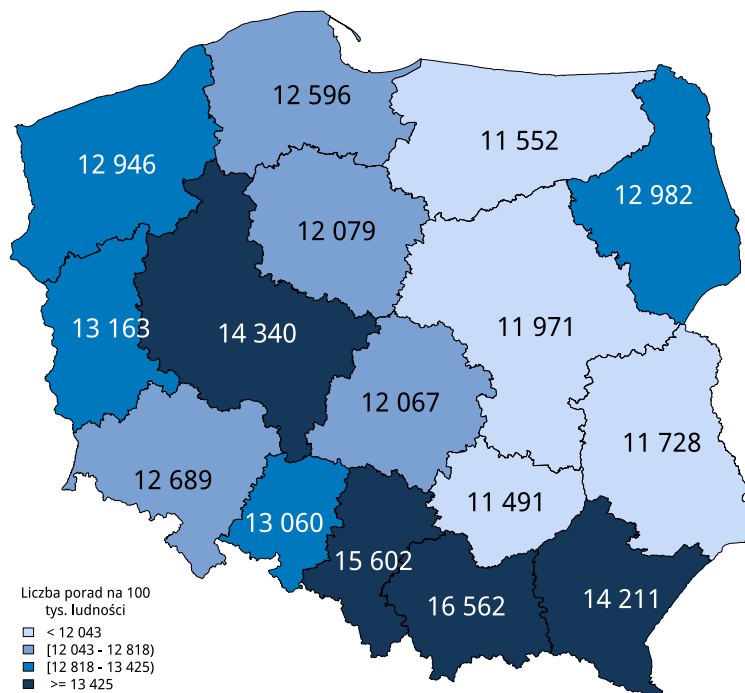 12 596
11 552
12 946
12 982
12 079
13 163
14 340
11 971
12 067
11 728
12 689
11 491
13 060
15 602
14 211
16 562
Liczba porad na 100
tys. ludności
< 12 043
[12 043 - 12 818)
[12 818 - 13 425)
>= 13 425